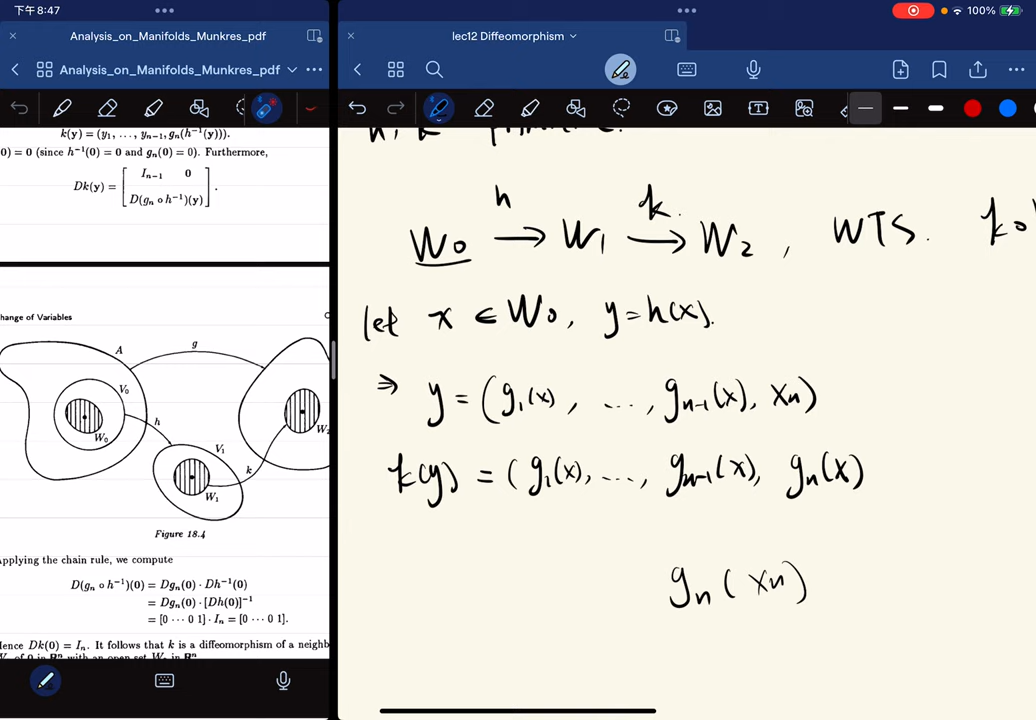 下午8:47
100%
Analysis_on_Manifolds_Munkres_pdf
lec12 Diffeomorphism
Analysis_on_Manifolds_Munkres_pdf
k(y) = (y₁, . . . , yₙ₋₁, gₙ(h⁻¹(y))).
0) = 0 (since h⁻¹(0) = 0 and gₙ(0) = 0). Furthermore,
Dk(y) = [ Iₙ₋₁ 0
D(gₙ ∘ h⁻¹)(y) ] .
hange of Variables
A
g
V₀
W₀
h
V₁
k
W₁
W₂
Figure 18.4
Applying the chain rule, we compute
D(gₙ ∘ h⁻¹)(0) = Dgₙ(0) · Dh⁻¹(0)
= Dgₙ(0) · [Dh(0)]⁻¹
= [0 · · · 0 1] · Iₙ = [0 · · · 0 1].
Hence Dk(0) = Iₙ. It follows that k is a diffeomorphism of a neighb
of 0 in Rⁿ with an open set W₂ in Rⁿ
h, k primitive.
W₀ →ʰ W₁ →ᵏ W₂ , WTS. k∘h
let x ∈ W₀, y = h(x).
⇒ y = (g₁(x), ..., gₙ₋₁(x), xₙ)
k(y) = (g₁(x), ..., gₙ₋₁(x), gₙ(x)
gₙ(xₙ)